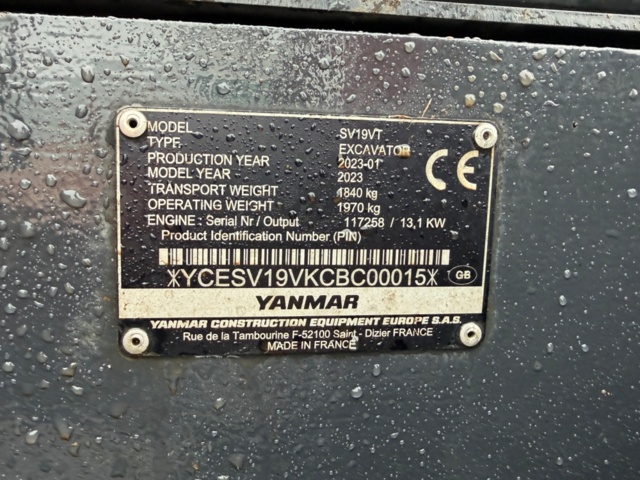 MODEL SV19VT
TYPE. EXCAVATOR
PRODUCTION YEAR 2023-01
MODEL YEAR 2023
TRANSPORT WEIGHT 1840 kg
OPERATING WEIGHT 1970 kg
ENGINE : Serial Nr / Output 117258 / 13,1 KW
Product Identification Number (PIN)
CE
*YCESV19VKCBC00015* GB
YANMAR
YANMAR CONSTRUCTION EQUIPMENT EUROPE S.A.S.
Rue de la Tambourine F-52100 Saint - Dizier FRANCE
MADE IN FRANCE